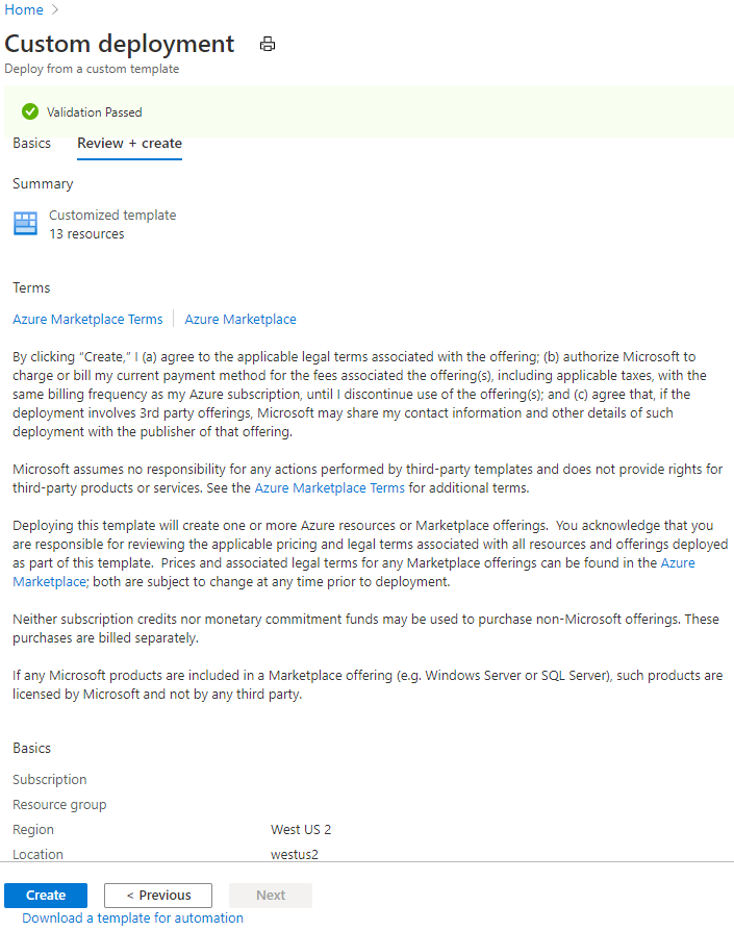 Home >
Custom deployment
Deploy from a custom template
Validation Passed
Basics Review + create
Summary
Customized template
13 resources
Terms
Azure Marketplace Terms Azure Marketplace
By clicking “Create,” I (a) agree to the applicable legal terms associated with the offering; (b) authorize Microsoft to
charge or bill my current payment method for the fees associated the offering(s), including applicable taxes, with the
same billing frequency as my Azure subscription, until I discontinue use of the offering(s); and (c) agree that, if the
deployment involves 3rd party offerings, Microsoft may share my contact information and other details of such
deployment with the publisher of that offering.
Microsoft assumes no responsibility for any actions performed by third-party templates and does not provide rights for
third-party products or services. See the Azure Marketplace Terms for additional terms.
Deploying this template will create one or more Azure resources or Marketplace offerings. You acknowledge that you
are responsible for reviewing the applicable pricing and legal terms associated with all resources and offerings deployed
as part of this template. Prices and associated legal terms for any Marketplace offerings can be found in the Azure
Marketplace; both are subject to change at any time prior to deployment.
Neither subscription credits nor monetary commitment funds may be used to purchase non-Microsoft offerings. These
purchases are billed separately.
If any Microsoft products are included in a Marketplace offering (e.g. Windows Server or SQL Server), such products are
licensed by Microsoft and not by any third party.
Basics
Subscription
Resource group
Region West US 2
Location westus2
Create < Previous Next
Download a template for automation